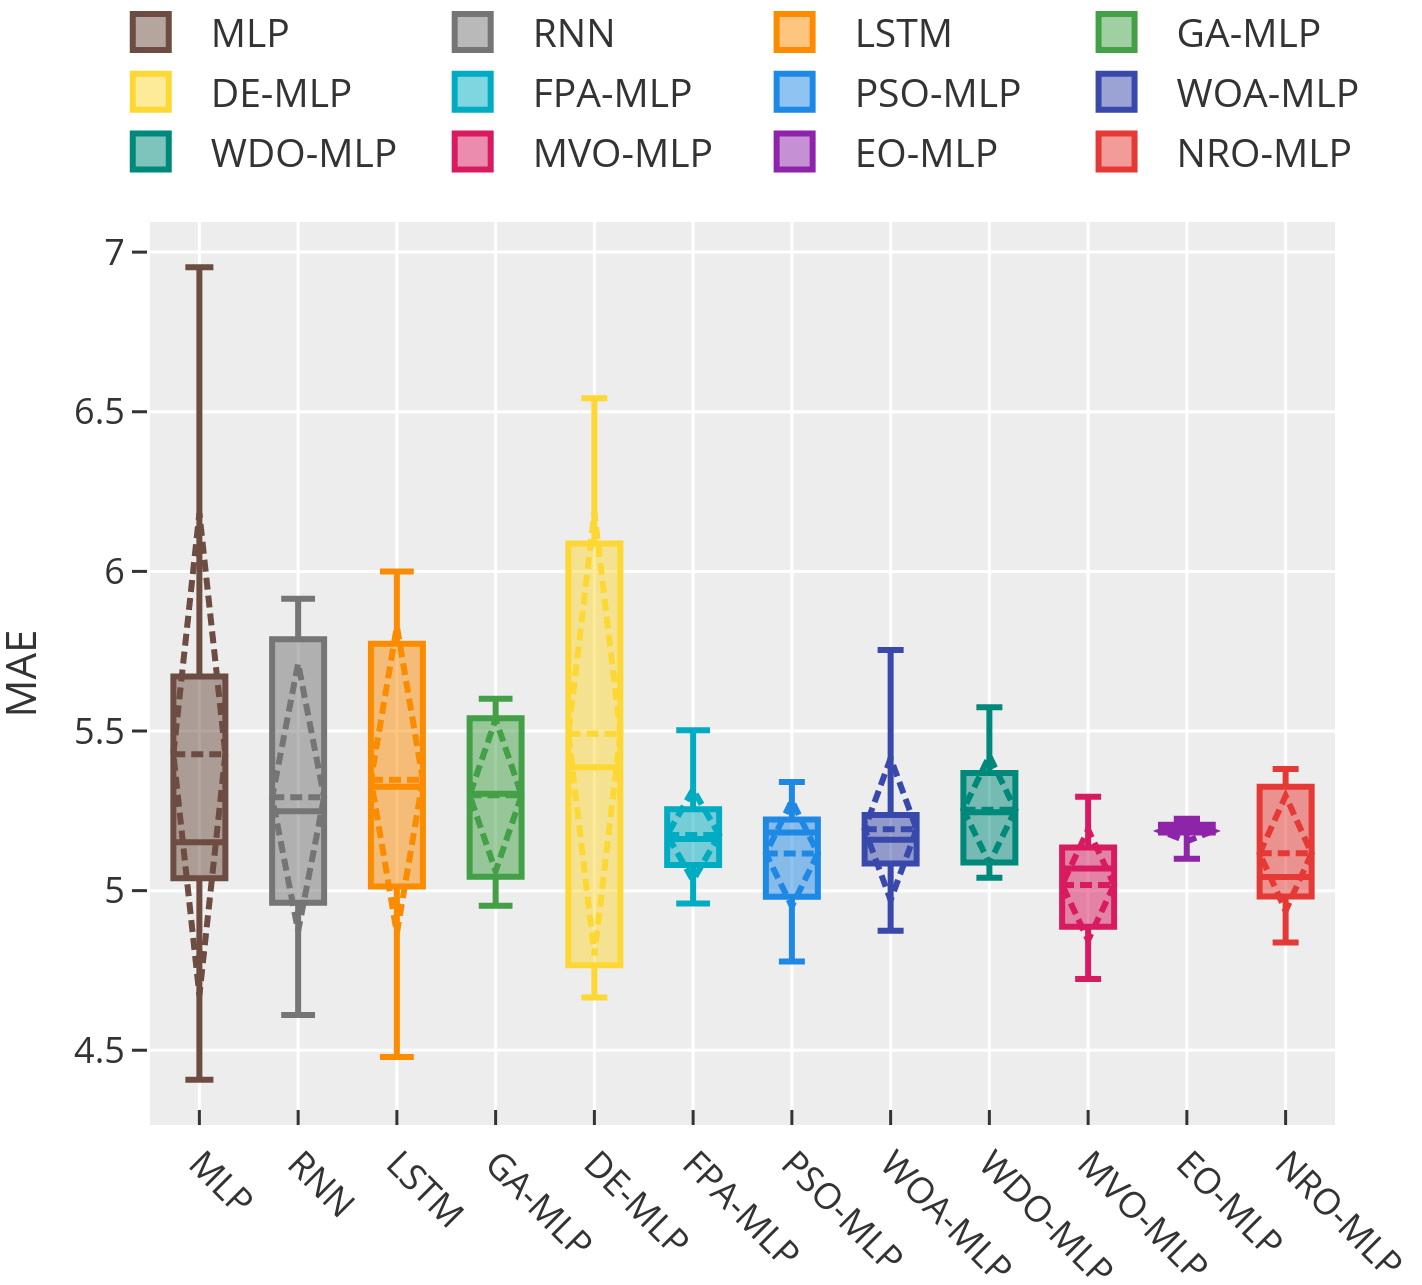 MLP RNN LSTM GA-MLP
DE-MLP FPA-MLP PSO-MLP WOA-MLP
WDO-MLP MVO-MLP EO-MLP NRO-MLP
7
6.5
6
5.5
5
4.5
MAE
MLP RNN LSTM GA-MLP DE-MLP FPA-MLP PSO-MLP WOA-MLP WDO-MLP MVO-MLP EO-MLP NRO-MLP